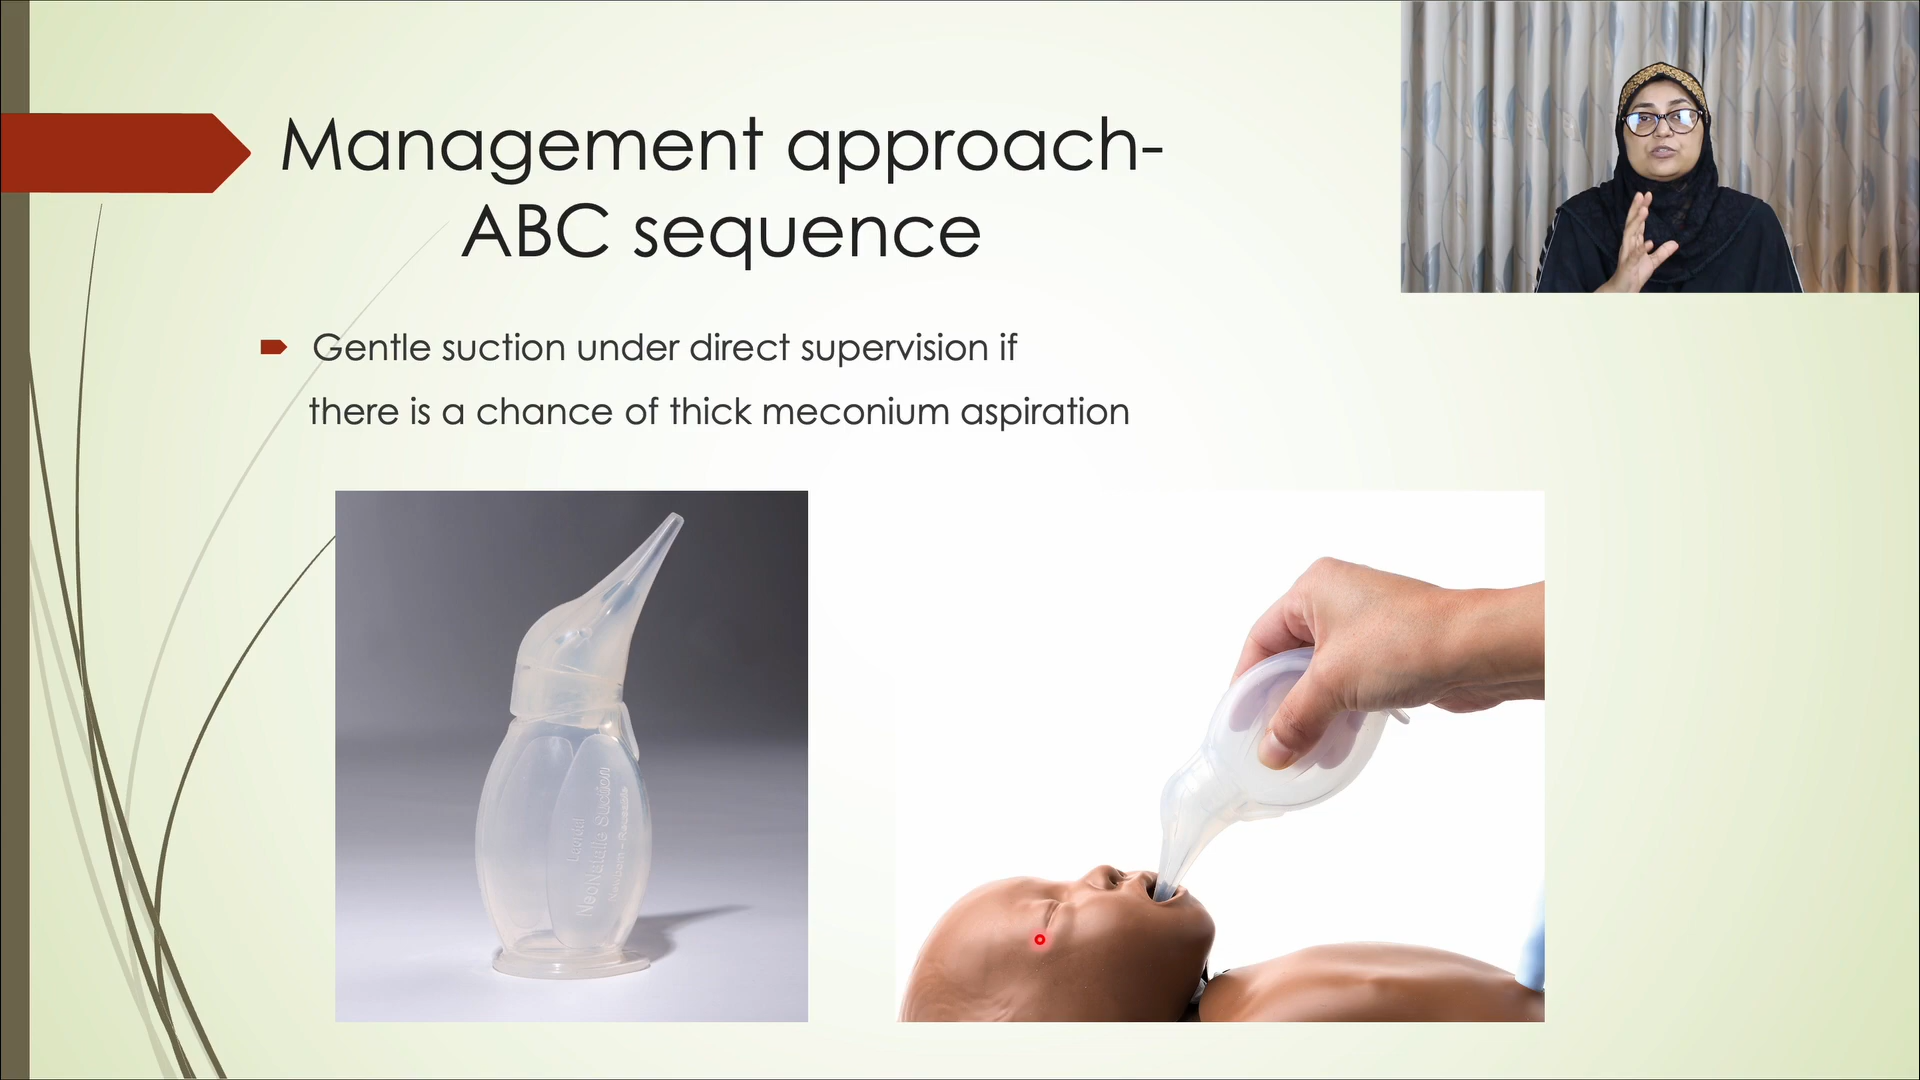 Management approach-
ABC sequence
Gentle suction under direct supervision if
there is a chance of thick meconium aspiration
Laerdal
NeoNatalie Suction